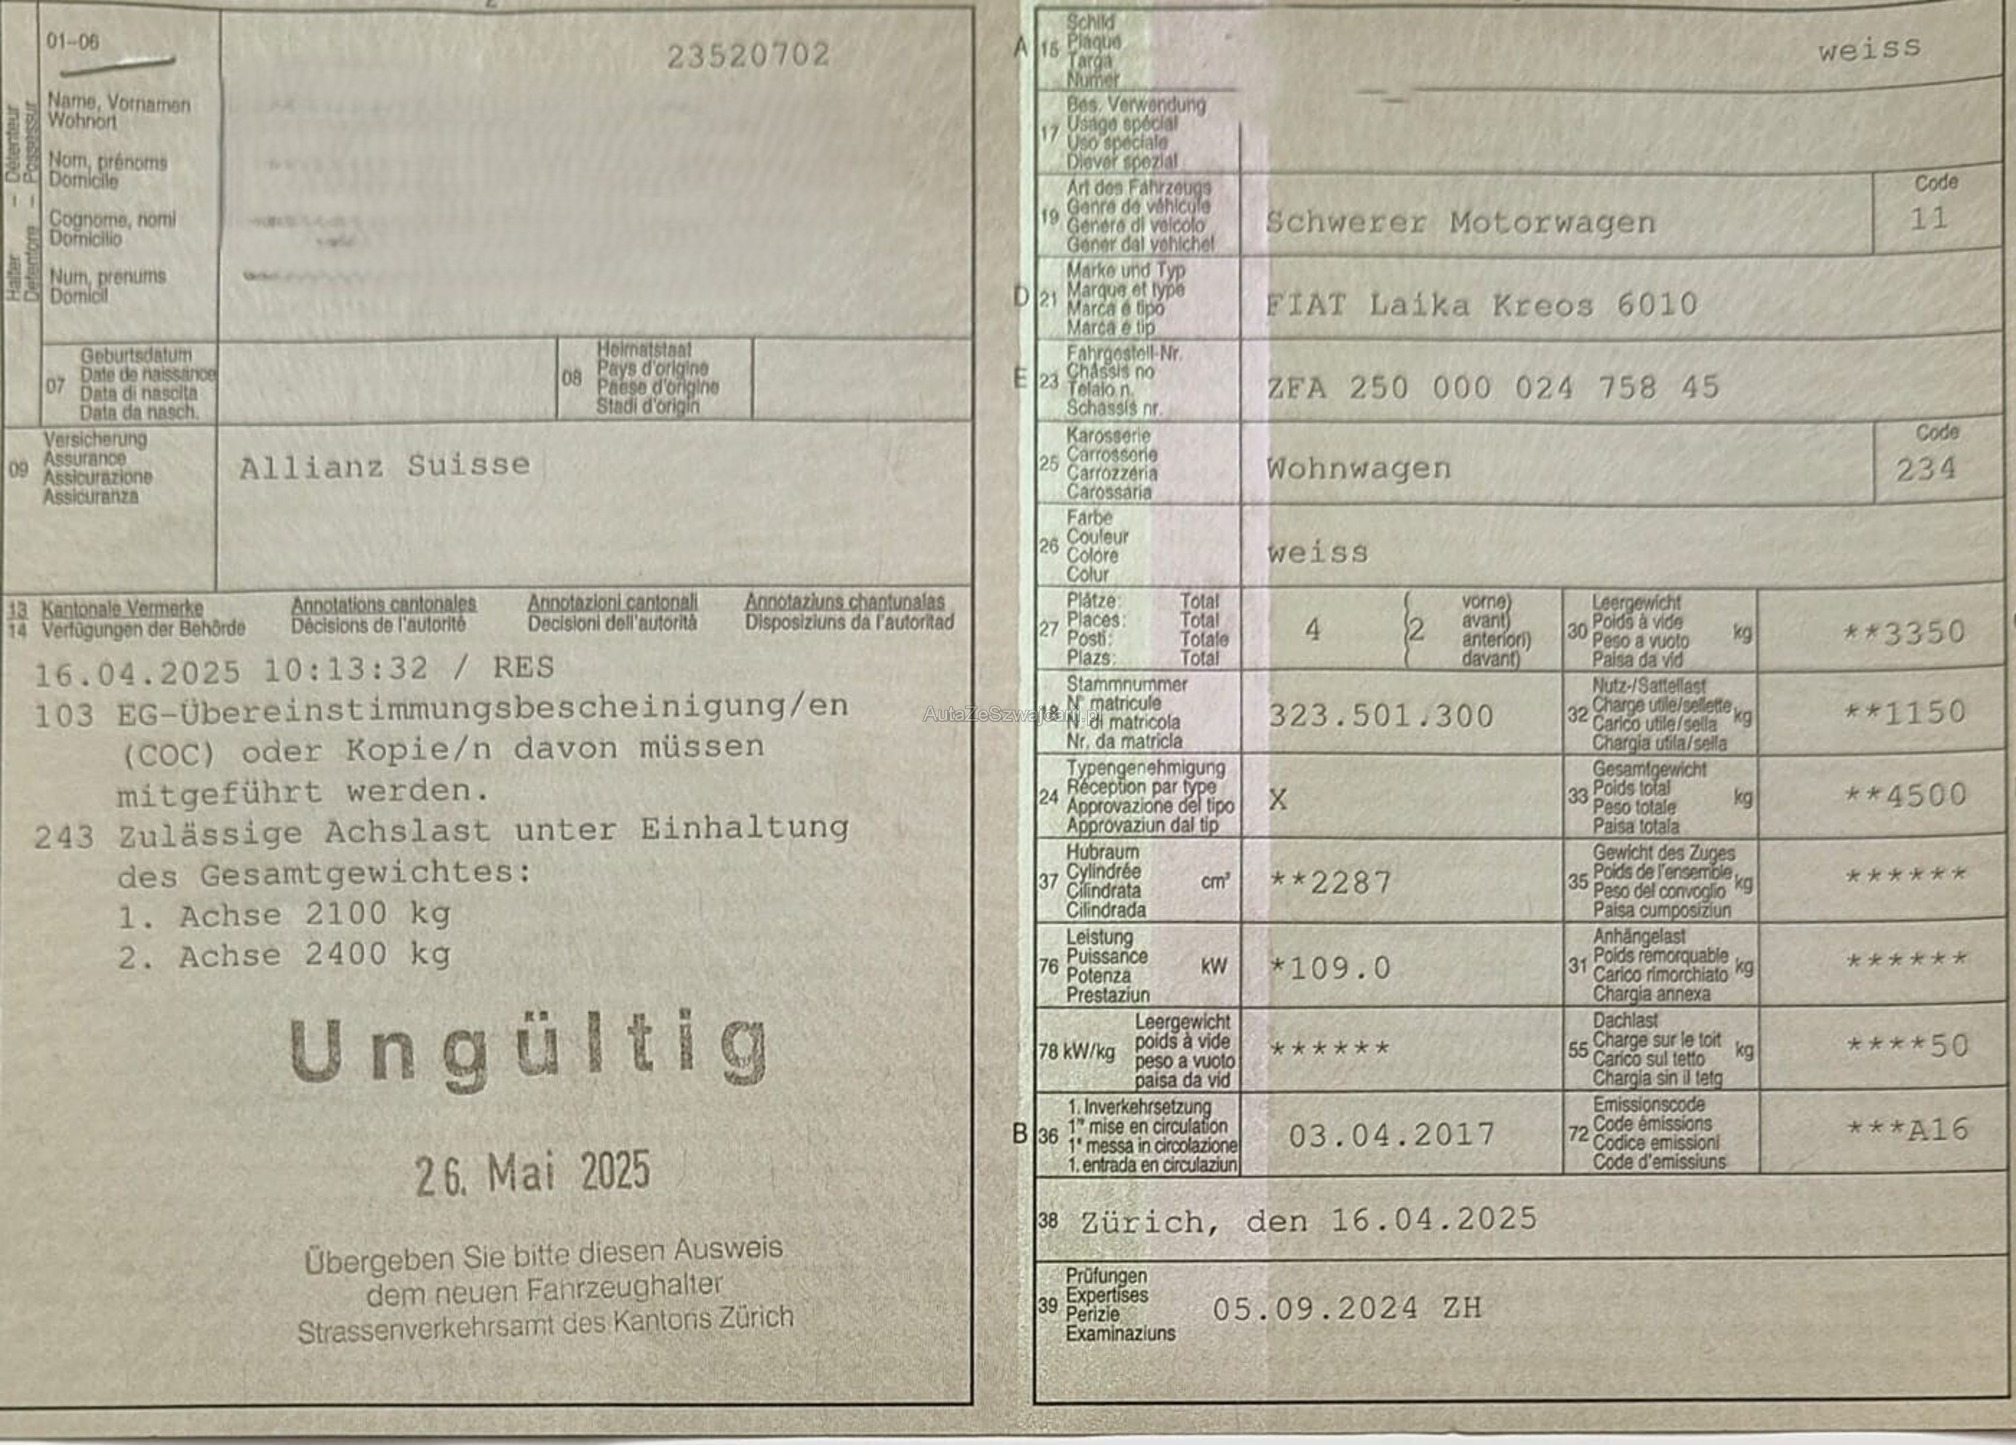 01-06
23520702
Halter – Détenteur
Detentore – Possessur
Name, Vornamen
Wohnort
Nom, prénoms
Domicile
Cognome, nomi
Domicilio
Num, prenums
Domicil
07
Geburtsdatum
Date de naissance
Data di nascita
Data da nasch.
08
Heimatstaat
Pays d'origine
Paese d'origine
Stadi d'origin
09
Versicherung
Assurance
Assicurazione
Assicuranza
Allianz Suisse
13 Kantonale Vermerke Annotations cantonales Annotazioni cantonali Annotaziuns chantunalas
14 Verfügungen der Behörde Décisions de l'autorité Decisioni dell'autorità Disposiziuns da l'autoritad
16.04.2025 10:13:32 / RES
103 EG-Übereinstimmungsbescheinigung/en
(COC) oder Kopie/n davon müssen
mitgeführt werden.
243 Zulässige Achslast unter Einhaltung
des Gesamtgewichtes:
1. Achse 2100 kg
2. Achse 2400 kg
Ungültig
26. Mai 2025
Übergeben Sie bitte diesen Ausweis
dem neuen Fahrzeughalter
Strassenverkehrsamt des Kantons Zürich
A 15
Schild
Plaque
Targa
Numer
weiss
17
Bes. Verwendung
Usage spécial
Uso speciale
Diever spezial
19
Art des Fahrzeugs
Genre de véhicule
Genere di veicolo
Gener dal vehichel
Schwerer Motorwagen
Code
11
D 21
Marke und Typ
Marque et type
Marca e tipo
Marca e tip
FIAT Laika Kreos 6010
E 23
Fahrgestell-Nr.
Châssis no
Telaio n.
Schassis nr.
ZFA 250 000 024 758 45
25
Karosserie
Carrosserie
Carrozzeria
Carossaria
Wohnwagen
Code
234
26
Farbe
Couleur
Colore
Colur
weiss
27
Plätze: Total
Places: Total
Posti: Totale
Plazs: Total
4 (2
vorne)
avant)
anteriori)
davant)
30
Leergewicht
Poids à vide
Peso a vuoto kg
Paisa da vid
**3350
18
Stammnummer
N° matricule
N. di matricola
Nr. da matricla
323.501.300
32
Nutz-/Sattellast
Charge utile/sellette
Carico utile/sella kg
Chargia utila/sella
**1150
24
Typengenehmigung
Réception par type
Approvazione del tipo
Approvaziun dal tip
X
33
Gesamtgewicht
Poids total
Peso totale kg
Paisa totala
**4500
37
Hubraum
Cylindrée
Cilindrata cm³
Cilindrada
**2287
35
Gewicht des Zuges
Poids de l'ensemble
Peso del convoglio kg
Paisa cumposiziun
******
76
Leistung
Puissance
Potenza kW
Prestaziun
*109.0
31
Anhängelast
Poids remorquable
Carico rimorchiato kg
Chargia annexa
******
78 kW/kg
Leergewicht
poids à vide
peso a vuoto
paisa da vid
******
55
Dachlast
Charge sur le toit
Carico sul tetto kg
Chargia sin il tetg
****50
B 36
1. Inverkehrsetzung
1re mise en circulation
1a messa in circolazione
1. entrada en circulaziun
03.04.2017
72
Emissionscode
Code émissions
Codice emissioni
Code d'emissiuns
***A16
38 Zürich, den 16.04.2025
39
Prüfungen
Expertises
Perizie
Examinaziuns
05.09.2024 ZH
AutaZeSzwajcarii.pl